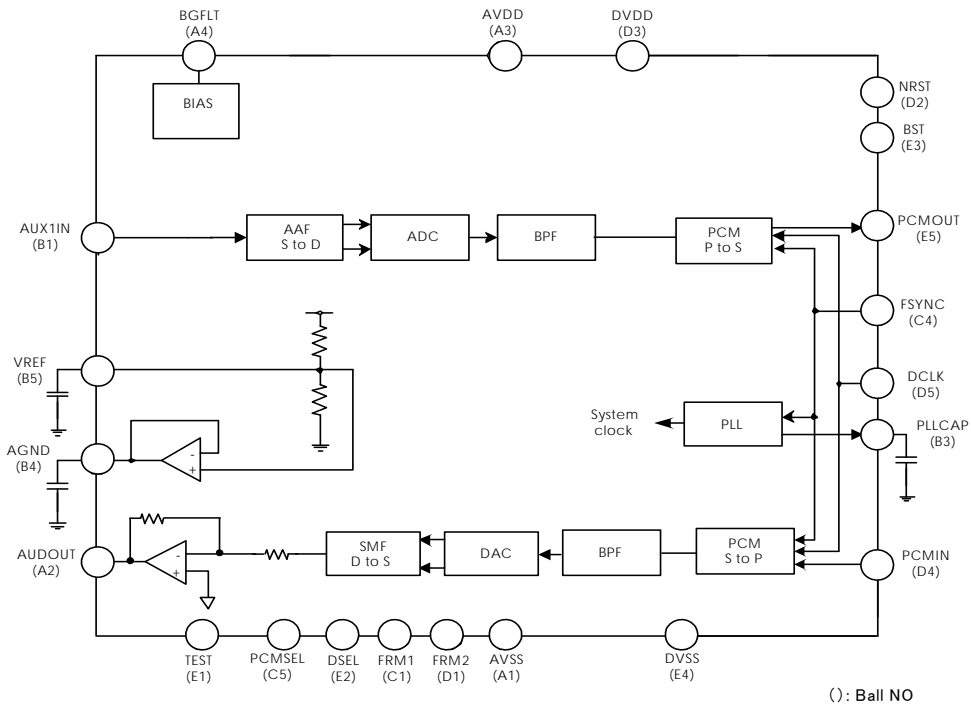 BGFLT
(A4)
AVDD
(A3)
DVDD
(D3)
NRST
(D2)
BIAS
BST
(E3)
AUX1IN
(B1)
AAF
S to D
ADC
BPF
PCM
P to S
PCMOUT
(E5)
FSYNC
(C4)
VREF
(B5)
DCLK
(D5)
System
clock
PLL
PLLCAP
(B3)
AGND
(B4)
-
+
AUDOUT
(A2)
-
+
SMF
D to S
DAC
BPF
PCM
S to P
PCMIN
(D4)
TEST
(E1)
PCMSEL
(C5)
DSEL
(E2)
FRM1
(C1)
FRM2
(D1)
AVSS
(A1)
DVSS
(E4)
(): Ball NO